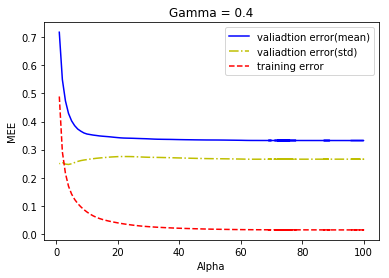 Gamma = 0.4
valiadtion error(mean)
valiadtion error(std)
training error
MEE
0.7
0.6
0.5
0.4
0.3
0.2
0.1
0.0
0 20 40 60 80 100
Alpha